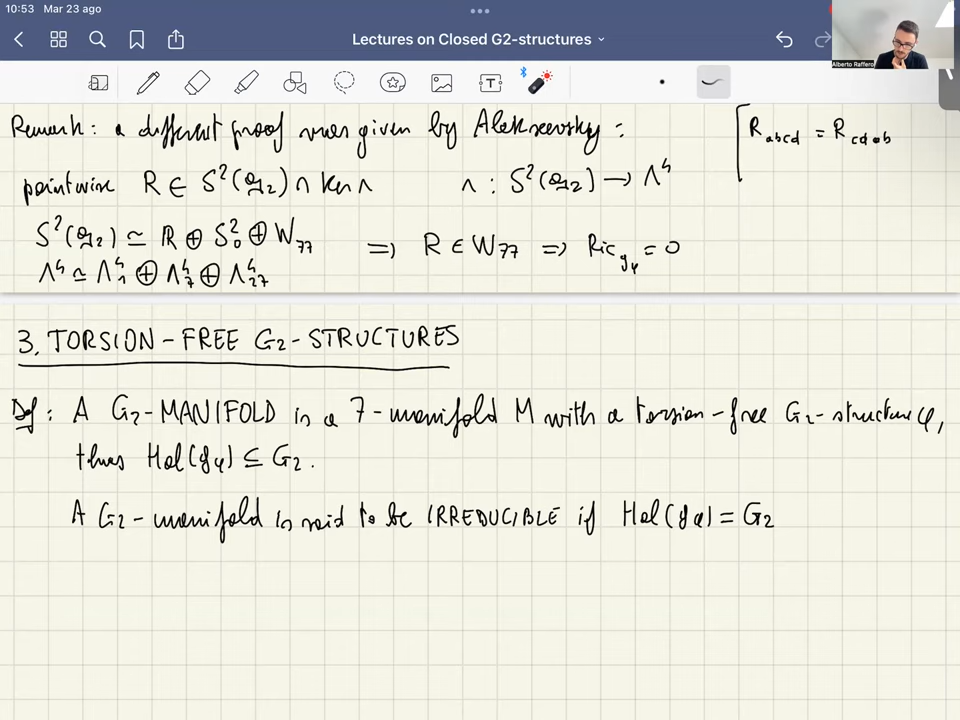 10:53 Mar 23 ago
Lectures on Closed G2-structures
Alberto Raffero
Remark: a different proof was given by Alekseevsky:
R_abcd = R_cdab
pointwise R ∈ S²(g₂) ∩ ker ∧ ∧ : S²(g₂) → Λ⁴
S²(g₂) ≃ ℝ ⊕ S²₀ ⊕ W₇₇
⟹ R ∈ W₇₇ ⟹ Ric_gφ = 0
Λ⁴ ≃ Λ⁴₁ ⊕ Λ⁴₇ ⊕ Λ⁴₂₇
3. TORSION-FREE G₂-STRUCTURES
Def: A G₂-MANIFOLD is a 7-manifold M with a torsion-free G₂-structure φ,
thus Hol(gφ) ⊆ G₂.
A G₂-manifold is said to be IRREDUCIBLE if Hol(gφ) = G₂